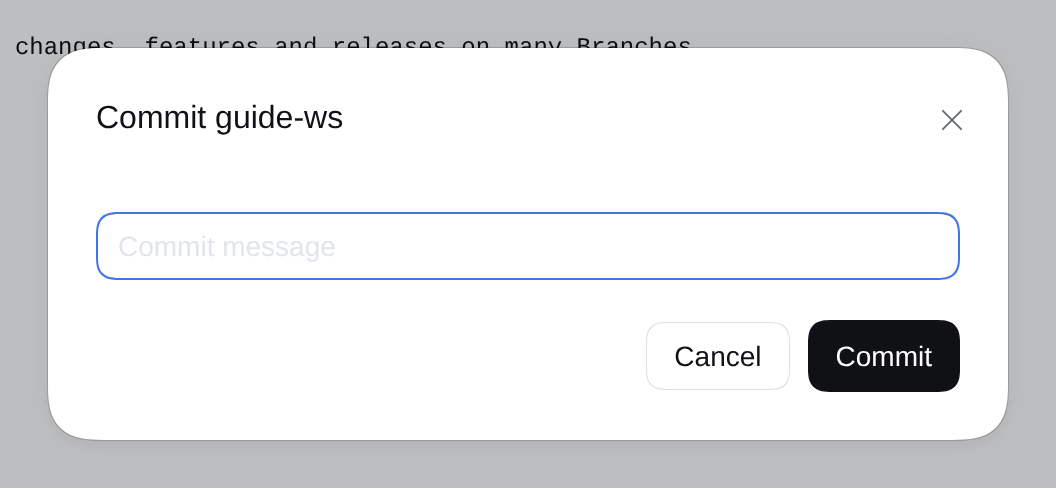 changes, features and releases on many Branches
Commit guide-ws
Commit message
Cancel
Commit